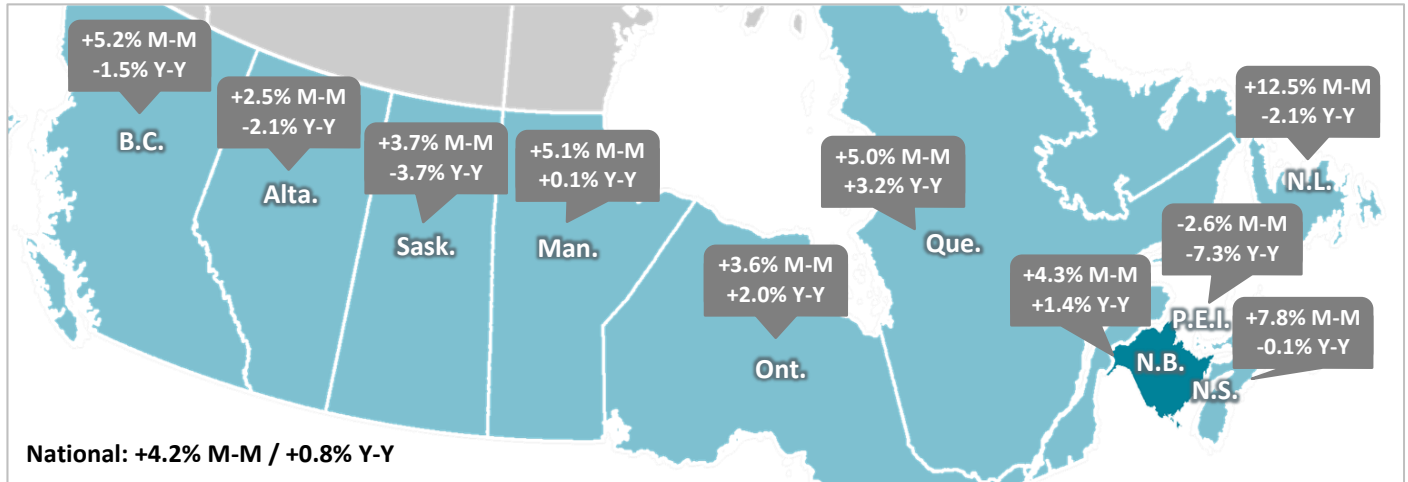 +5.2% M-M
-1.5% Y-Y
B.C.
+2.5% M-M
-2.1% Y-Y
Alta.
+3.7% M-M
-3.7% Y-Y
Sask.
+5.1% M-M
+0.1% Y-Y
Man.
+3.6% M-M
+2.0% Y-Y
Ont.
+5.0% M-M
+3.2% Y-Y
Que.
+12.5% M-M
-2.1% Y-Y
N.L.
-2.6% M-M
-7.3% Y-Y
P.E.I.
+4.3% M-M
+1.4% Y-Y
N.B.
+7.8% M-M
-0.1% Y-Y
N.S.
National: +4.2% M-M / +0.8% Y-Y